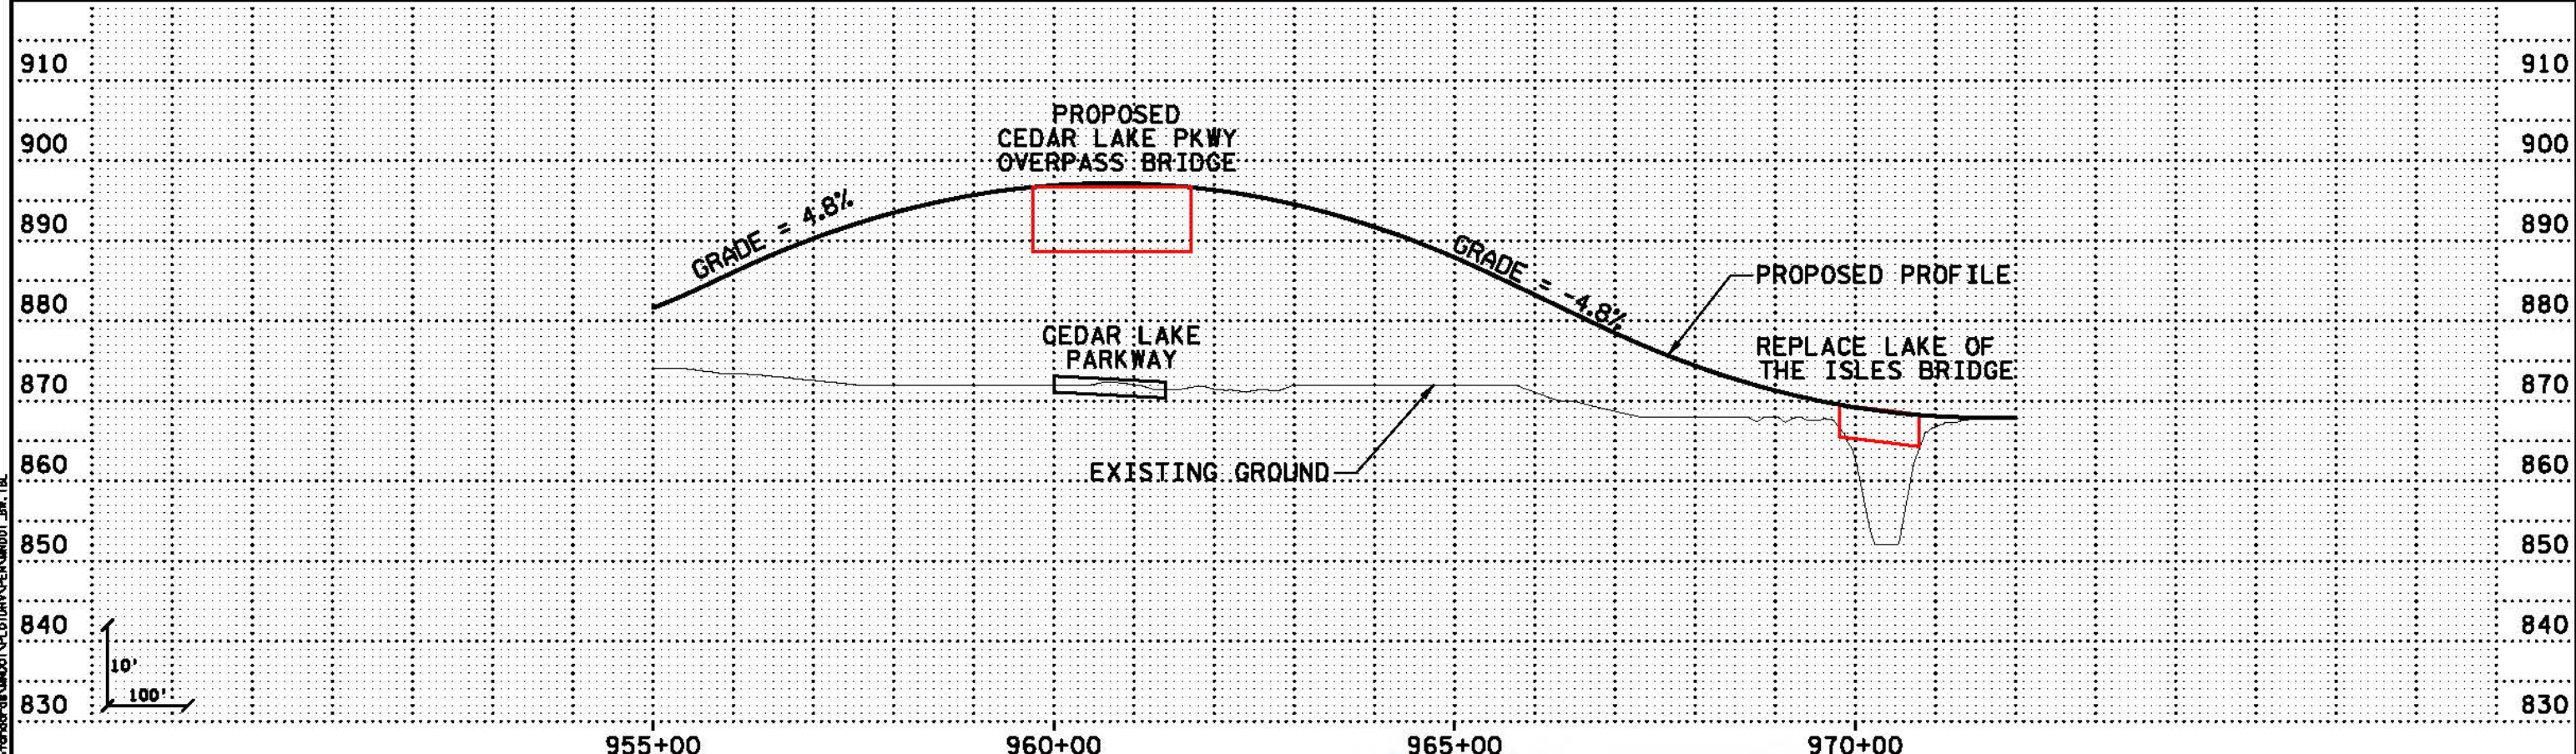 910 910
PROPOSED
CEDAR LAKE PKWY
OVERPASS BRIDGE
900 900
GRADE = 4.8%
890 890
GRADE = -4.8%
PROPOSED PROFILE
880 880
CEDAR LAKE
PARKWAY
REPLACE LAKE OF
THE ISLES BRIDGE
870 870
EXISTING GROUND
860 860
850 850
840 840
10'
100'
830 830
955+00 960+00 965+00 970+00